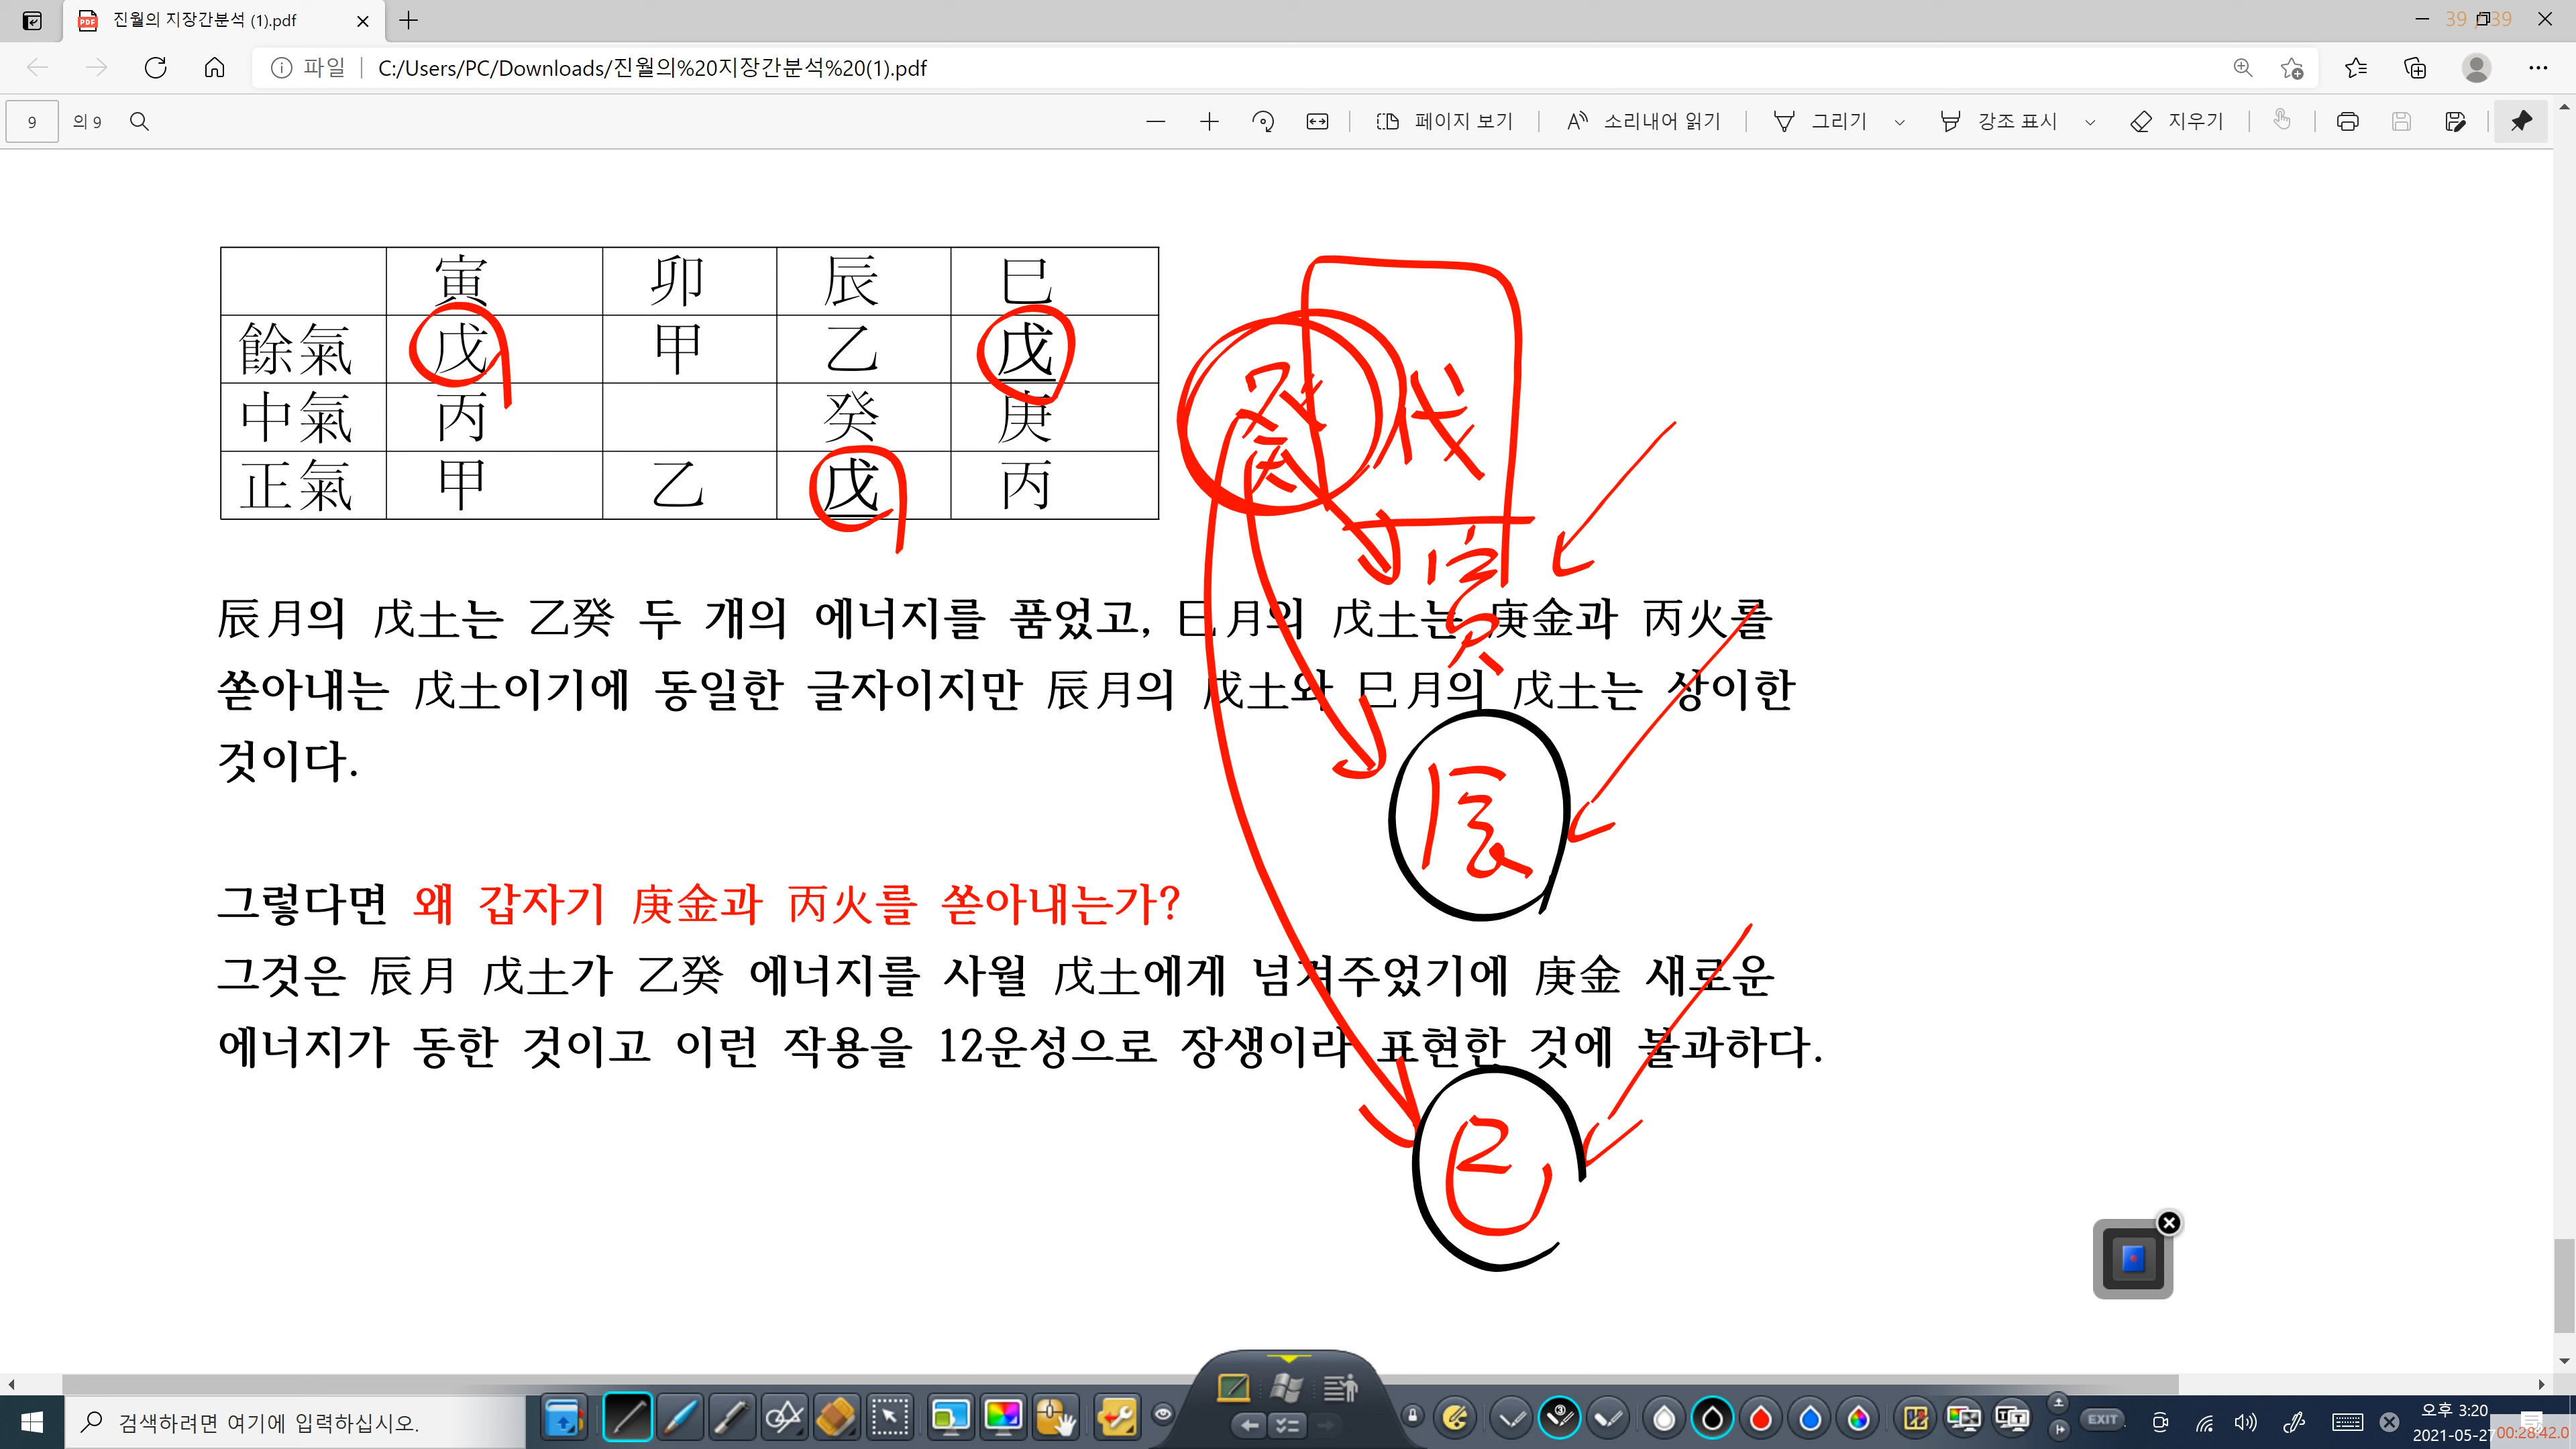 진월의 지장간분석 (1).pdf
39 / 39
파일 C:/Users/PC/Downloads/진월의%20지장간분석%20(1).pdf
9 의 9 페이지 보기 소리내어 읽기 그리기 강조 표시 지우기
寅 卯 辰 巳
餘氣 戊 甲 乙 戊
中氣 丙 癸 庚
正氣 甲 乙 戊 丙
癸 戊
寅
辰月의 戊土는 乙癸 두 개의 에너지를 품었고, 巳月의 戊土는 庚金과 丙火를
쏟아내는 戊土이기에 동일한 글자이지만 辰月의 戊土와 巳月의 戊土는 상이한
것이다.
辰
그렇다면 왜 갑자기 庚金과 丙火를 쏟아내는가?
그것은 辰月 戊土가 乙癸 에너지를 사월 戊土에게 넘겨주었기에 庚金 새로운
에너지가 동한 것이고 이런 작용을 12운성으로 장생이라 표현한 것에 불과하다.
巳
검색하려면 여기에 입력하십시오.
EXIT
오후 3:20
2021-05-27
00:28:42.0